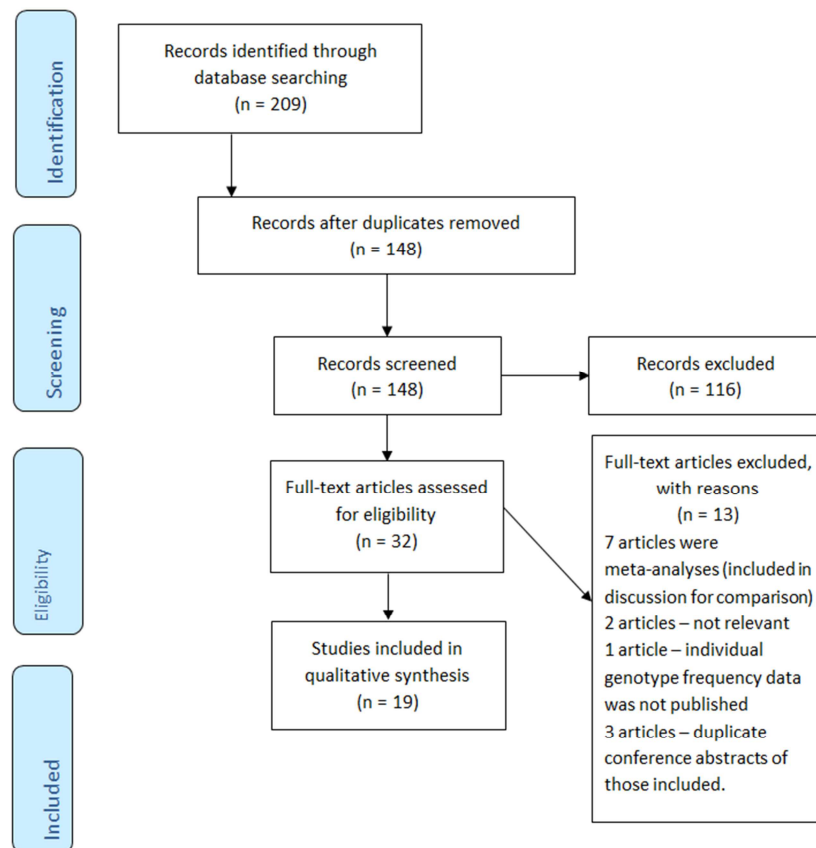 Identification
Records identified through
database searching
(n = 209)
Records after duplicates removed
(n = 148)
Screening
Records screened
(n = 148)
Records excluded
(n = 116)
Eligibility
Full-text articles assessed
for eligibility
(n = 32)
Full-text articles excluded,
with reasons
(n = 13)
7 articles were
meta-analyses (included in
discussion for comparison)
2 articles – not relevant
1 article – individual
genotype frequency data
was not published
3 articles – duplicate
conference abstracts of
those included.
Included
Studies included in
qualitative synthesis
(n = 19)